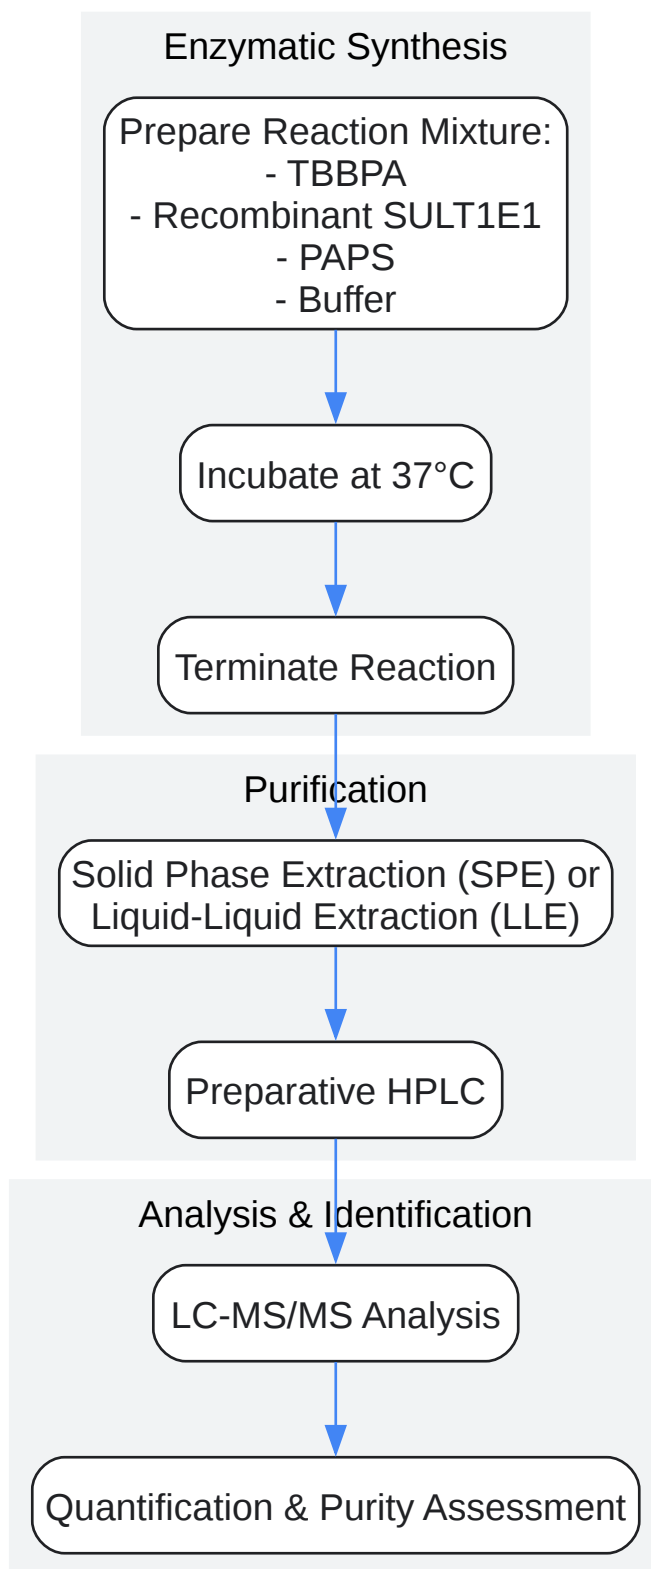 Enzymatic Synthesis
Prepare Reaction Mixture:
- TBBPA
- Recombinant SULT1E1
- PAPS
- Buffer
Incubate at 37°C
Terminate Reaction
Purification
Solid Phase Extraction (SPE) or
Liquid-Liquid Extraction (LLE)
Preparative HPLC
Analysis & Identification
LC-MS/MS Analysis
Quantification & Purity Assessment